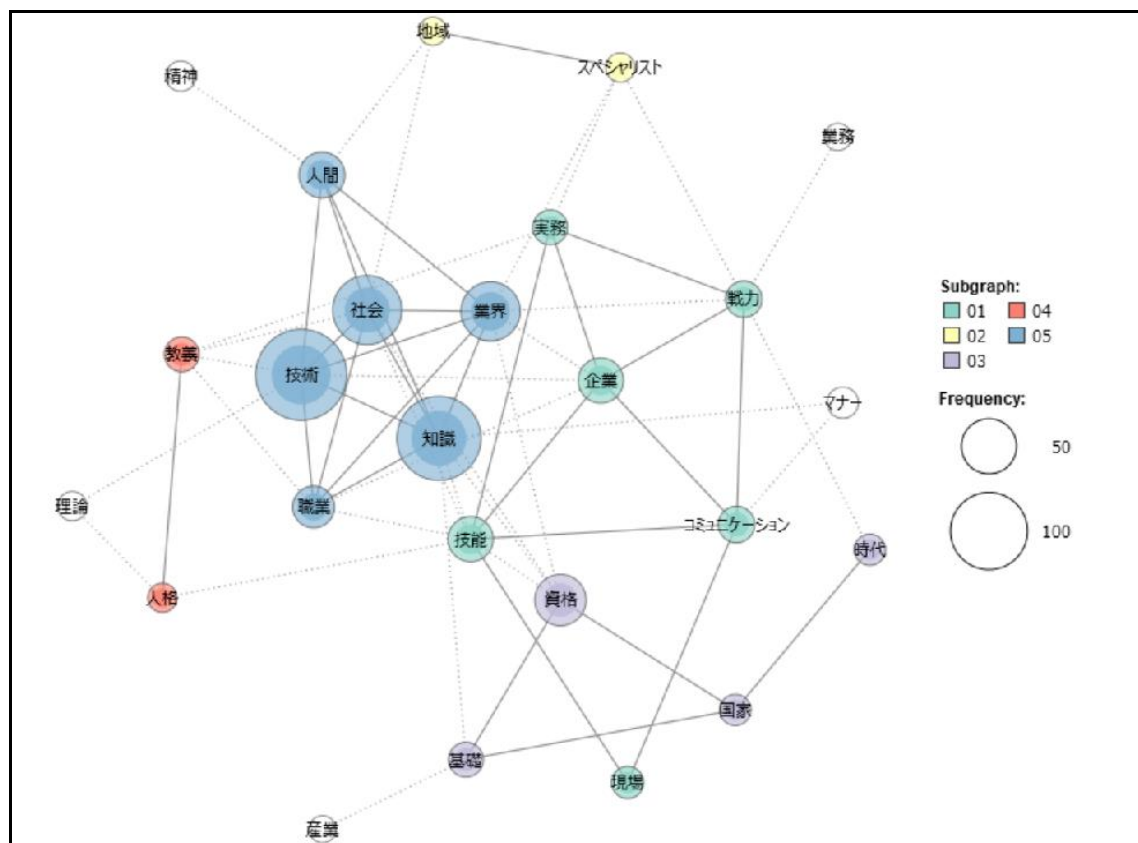 地域
スペシャリスト
精神
業務
人間
実務
戦力
社会
業界
教義
技術
企業
マナー
知識
理論
職業
技能
コミュニケーション
時代
人格
資格
国家
基礎
現場
産業
Subgraph:
01
04
02
05
03
Frequency:
50
100